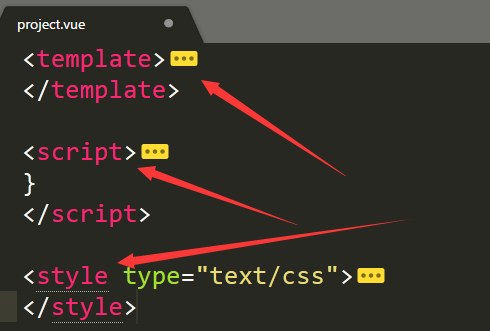 project.vue
<template>
</template>
<script>
}
</script>
<style type="text/css">
</style>